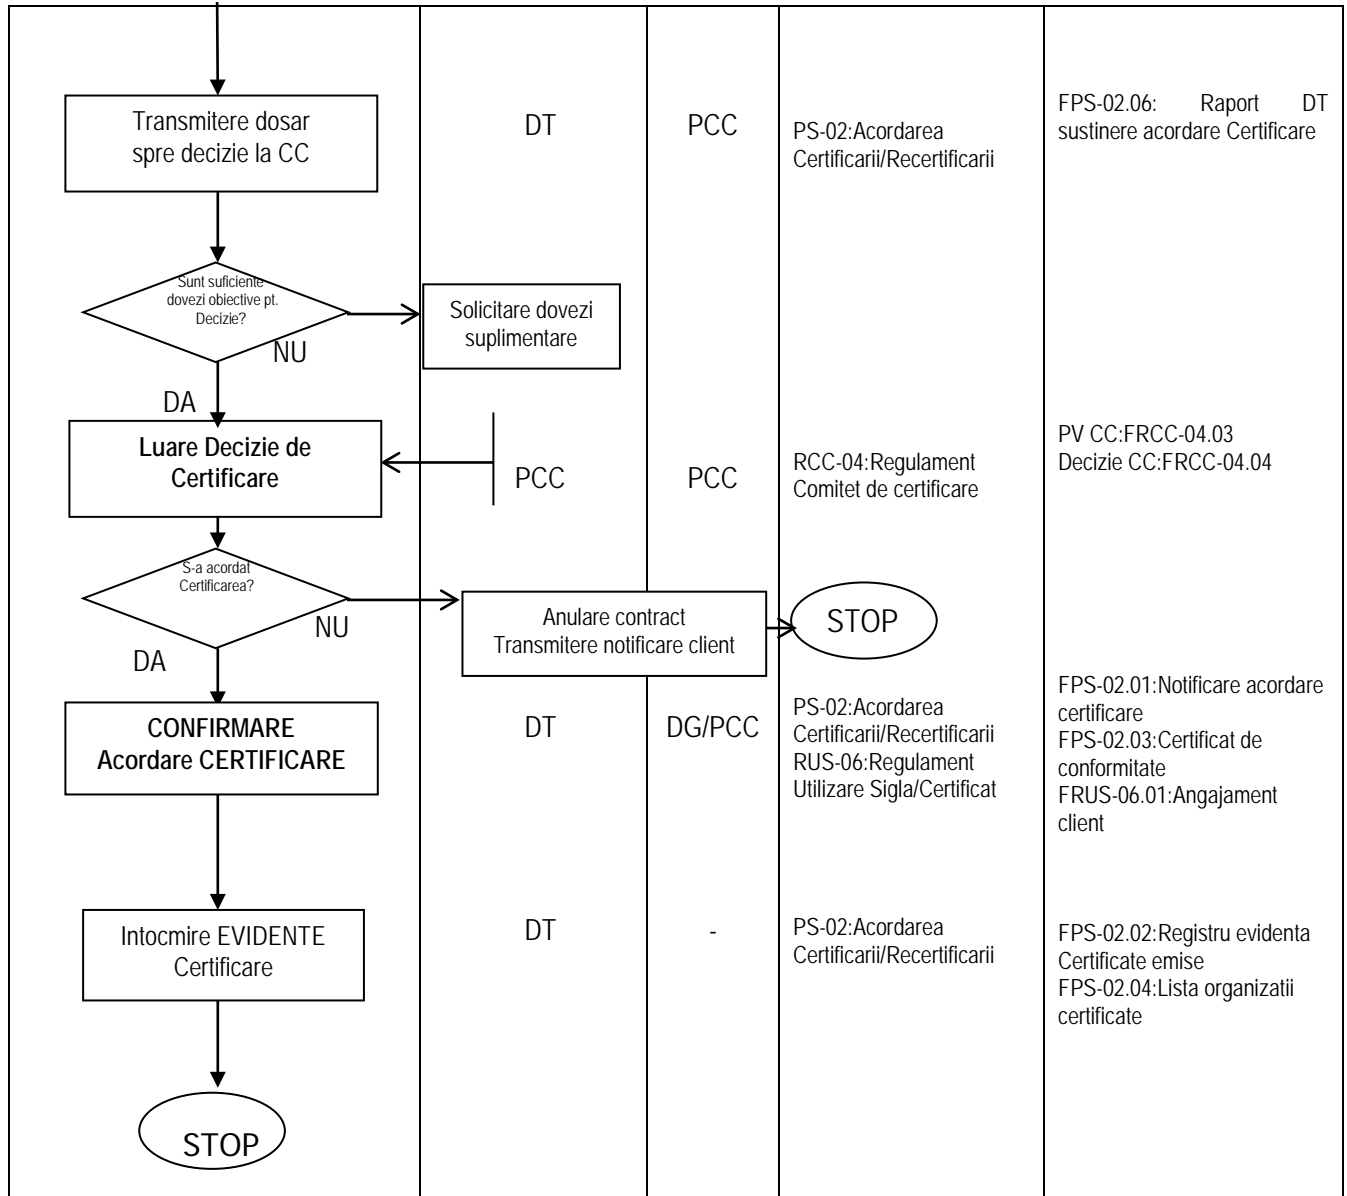 Transmitere dosar
spre decizie la CC
DT
PCC
PS-02:Acordarea
Certificarii/Recertificarii
FPS-02.06: Raport DT
sustinere acordare Certificare
Sunt suficiente
dovezi obiective pt.
Decizie?
NU
Solicitare dovezi
suplimentare
DA
Luare Decizie de
Certificare
PCC
PCC
RCC-04:Regulament
Comitet de certificare
PV CC:FRCC-04.03
Decizie CC:FRCC-04.04
S-a acordat
Certificarea?
NU
Anulare contract
Transmitere notificare client
STOP
DA
CONFIRMARE
Acordare CERTIFICARE
DT
DG/PCC
PS-02:Acordarea
Certificarii/Recertificarii
RUS-06:Regulament
Utilizare Sigla/Certificat
FPS-02.01:Notificare acordare
certificare
FPS-02.03:Certificat de
conformitate
FRUS-06.01:Angajament
client
Intocmire EVIDENTE
Certificare
DT
-
PS-02:Acordarea
Certificarii/Recertificarii
FPS-02.02:Registru evidenta
Certificate emise
FPS-02.04:Lista organizatii
certificate
STOP